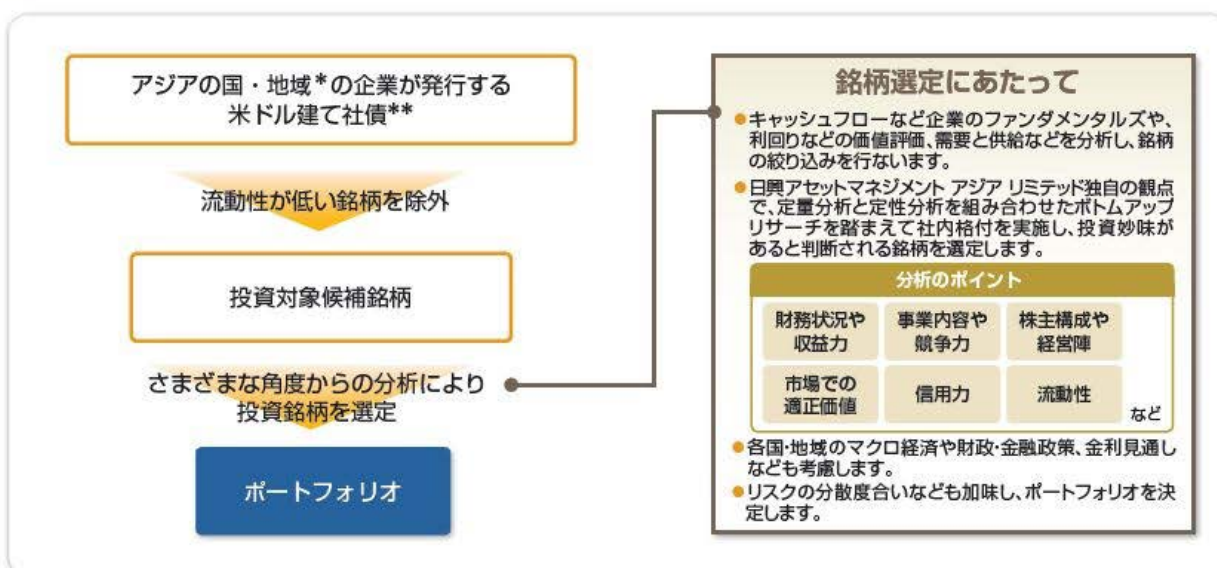 アジアの国・地域*の企業が発行する
米ドル建て社債**
流動性が低い銘柄を除外
投資対象候補銘柄
さまざまな角度からの分析により
投資銘柄を選定
ポートフォリオ
銘柄選定にあたって
●キャッシュフローなど企業のファンダメンタルズや、
利回りなどの価値評価、需要と供給などを分析し、銘柄
の絞り込みを行ないます。
●日興アセットマネジメント アジア リミテッド独自の観点
で、定量分析と定性分析を組み合わせたボトムアップ
リサーチを踏まえて社内格付を実施し、投資妙味が
あると判断される銘柄を選定します。
分析のポイント
財務状況や
収益力
事業内容や
競争力
株主構成や
経営陣
市場での
適正価値
信用力
流動性
など
●各国・地域のマクロ経済や財政・金融政策、金利見通し
なども考慮します。
●リスクの分散度合いなども加味し、ポートフォリオを決
定します。